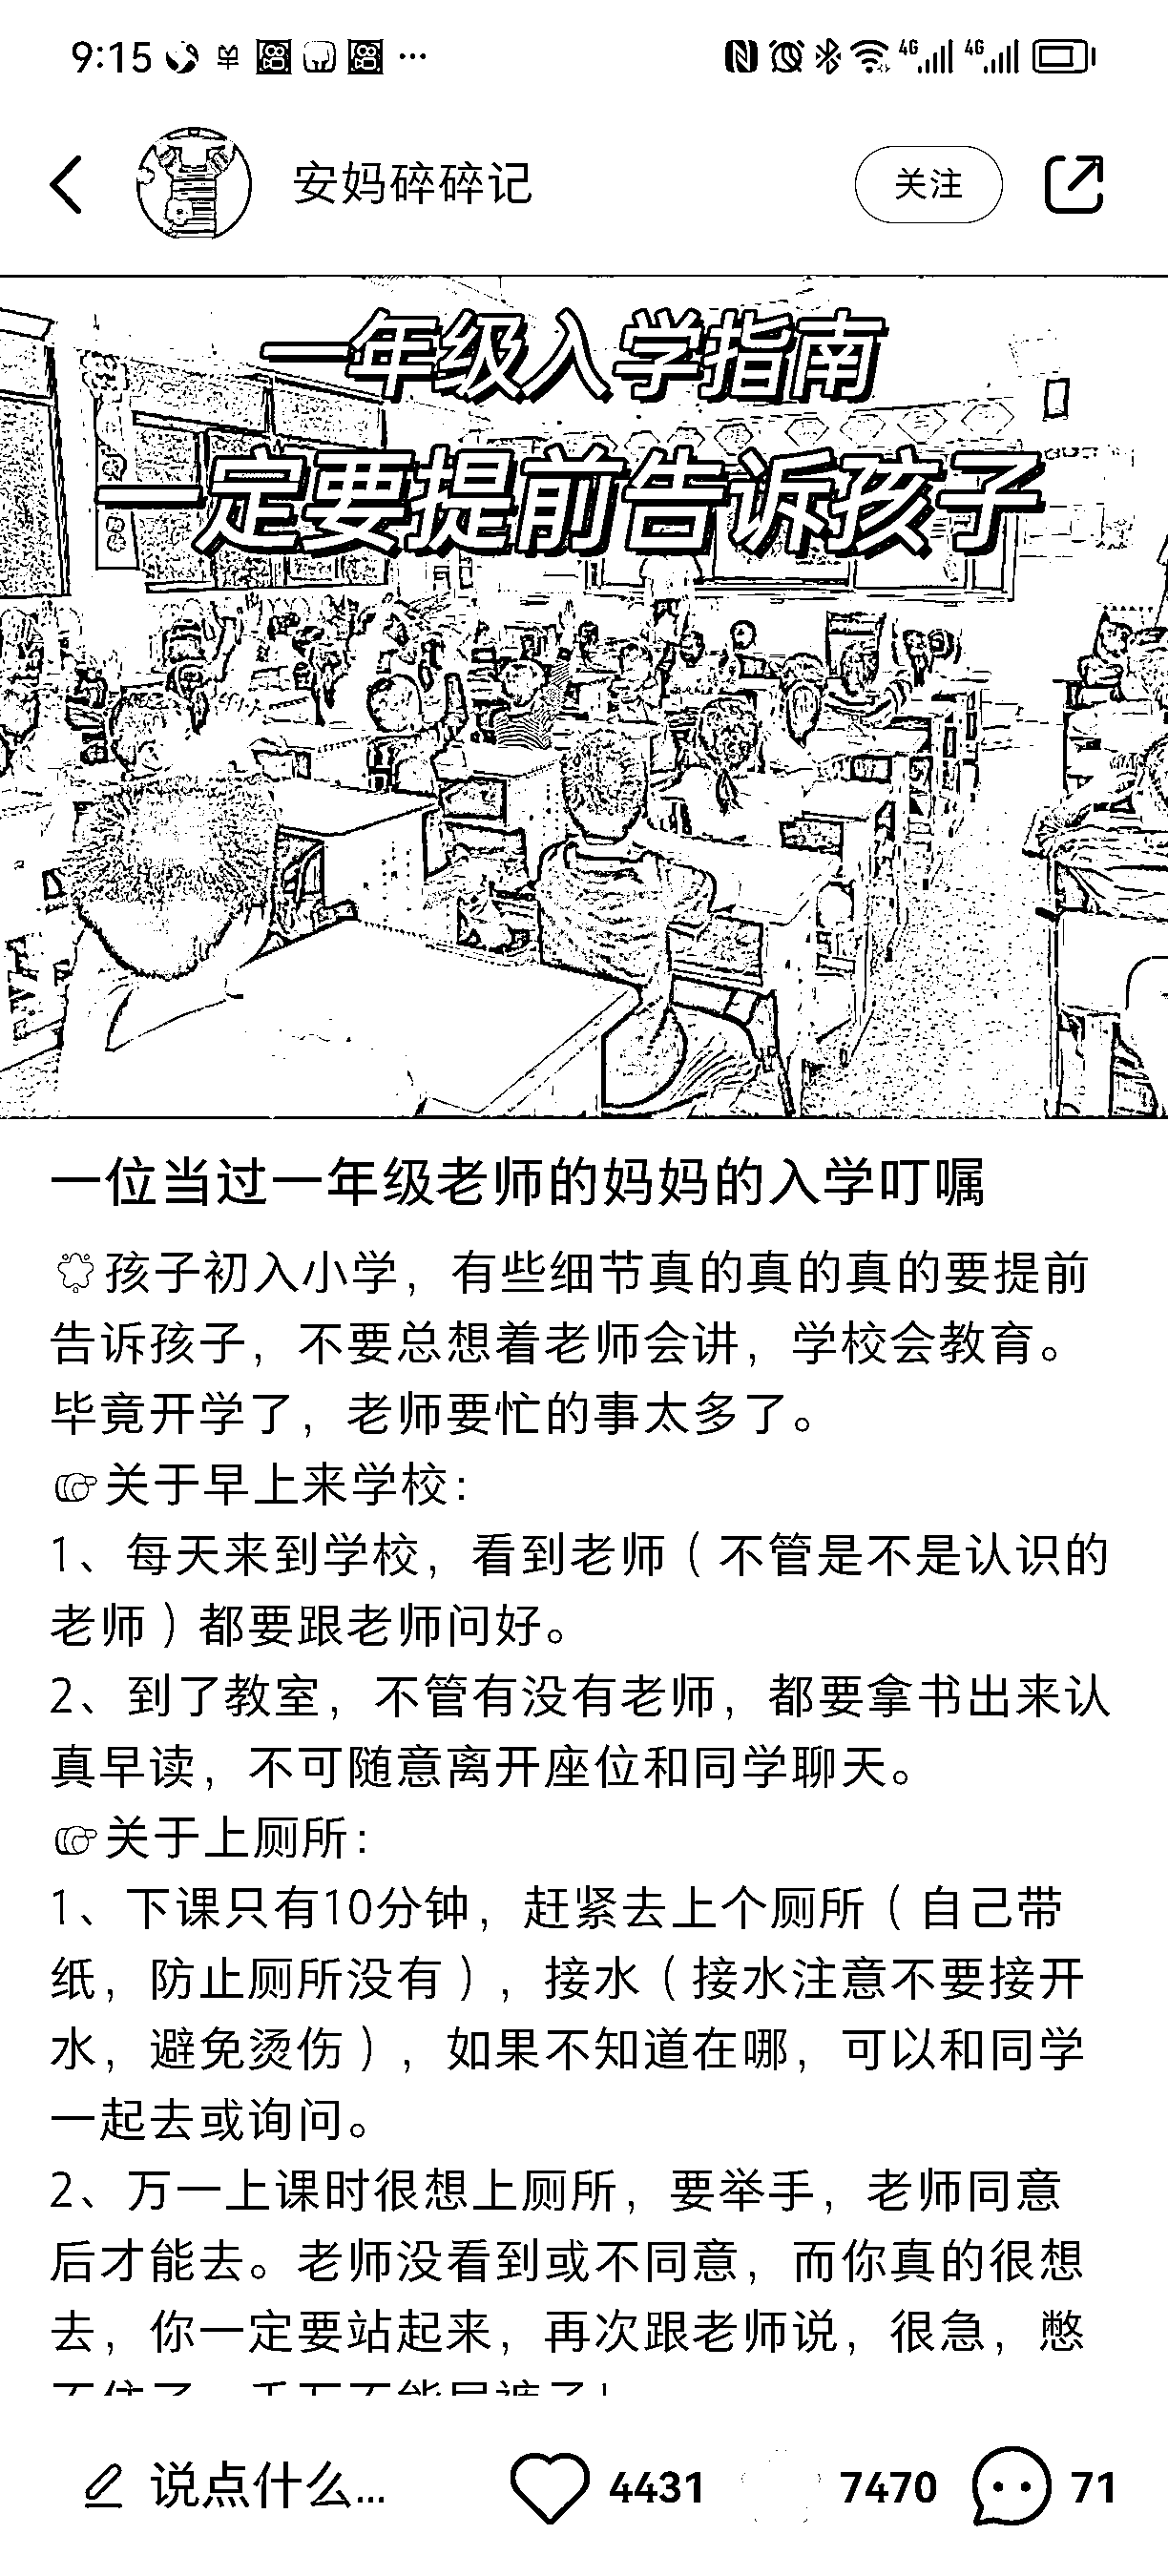 9:15
4G 4G
安妈碎碎记
关注
一年级入学指南
一定要提前告诉孩子
一位当过一年级老师的妈妈的入学叮嘱
孩子初入小学，有些细节真的真的真的要提前
告诉孩子，不要总想着老师会讲，学校会教育。
毕竟开学了，老师要忙的事太多了。
👉关于早上来学校：
1、每天来到学校，看到老师（不管是不是认识的
老师）都要跟老师问好。
2、到了教室，不管有没有老师，都要拿书出来认
真早读，不可随意离开座位和同学聊天。
👉关于上厕所：
1、下课只有10分钟，赶紧去上个厕所（自己带
纸，防止厕所没有），接水（接水注意不要接开
水，避免烫伤），如果不知道在哪，可以和同学
一起去或询问。
2、万一上课时很想上厕所，要举手，老师同意
后才能去。老师没看到或不同意，而你真的很想
去，你一定要站起来，再次跟老师说，很急，憋
说点什么...
4431
7470
71